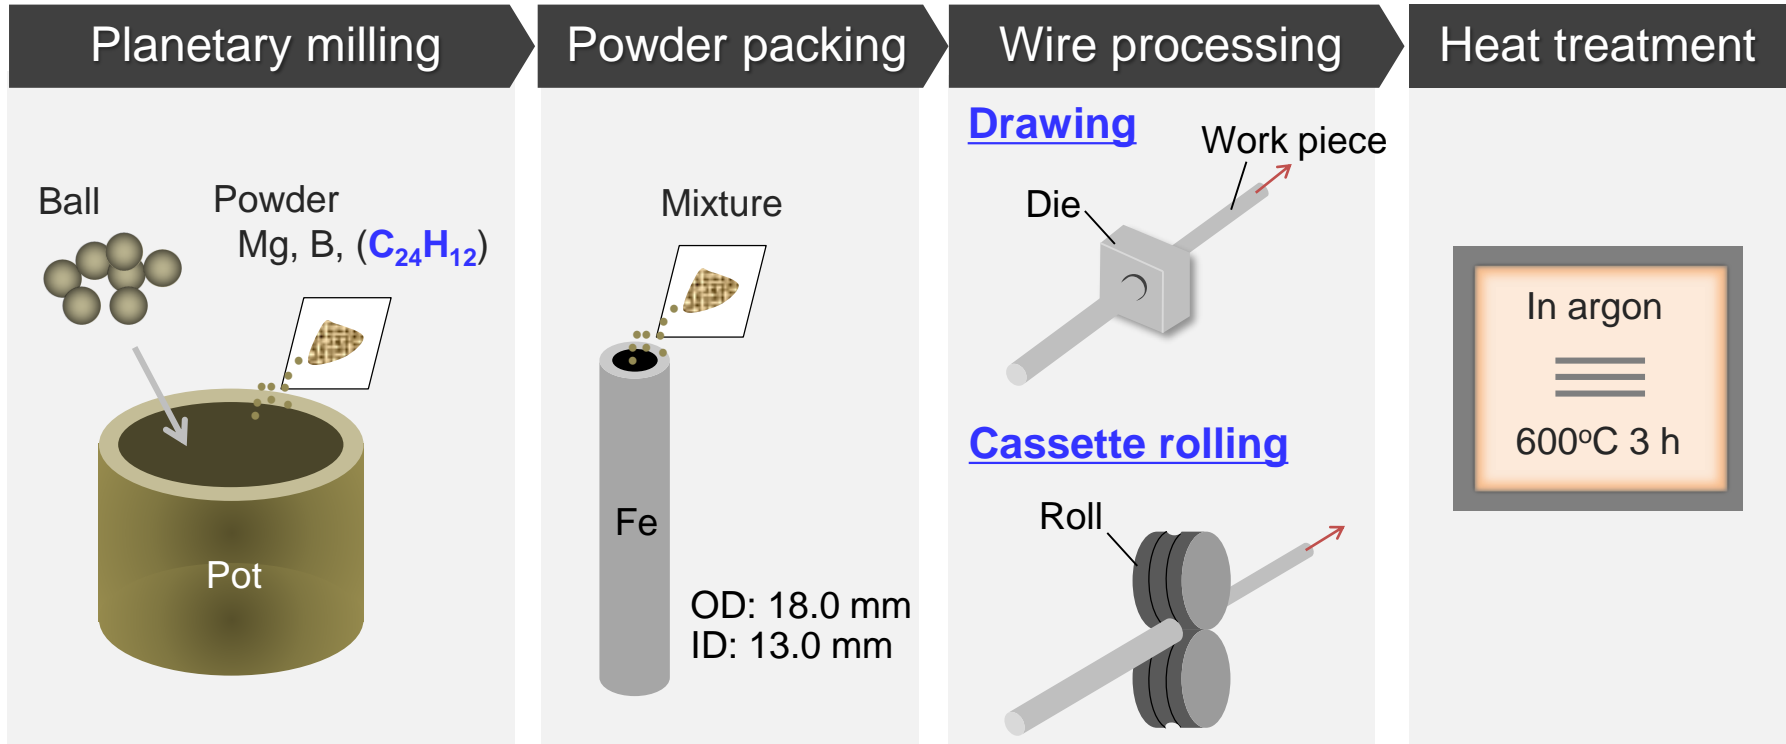 Planetary milling
Powder packing
Wire processing
Heat treatment
Ball
Powder
Mg, B, (C₂₄H₁₂)
Pot
Mixture
Fe
OD: 18.0 mm
ID: 13.0 mm
Drawing
Work piece
Die
Cassette rolling
Roll
In argon
600ºC 3 h